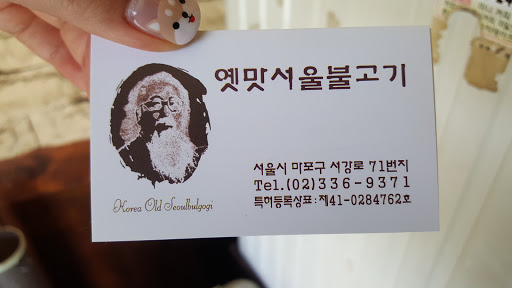 옛맛서울불고기
서울시 마포구 서강로 71번지
Tel.(02)336-9371
특허등록상표:제41-0284762호
Korea Old Seoulbulgogi